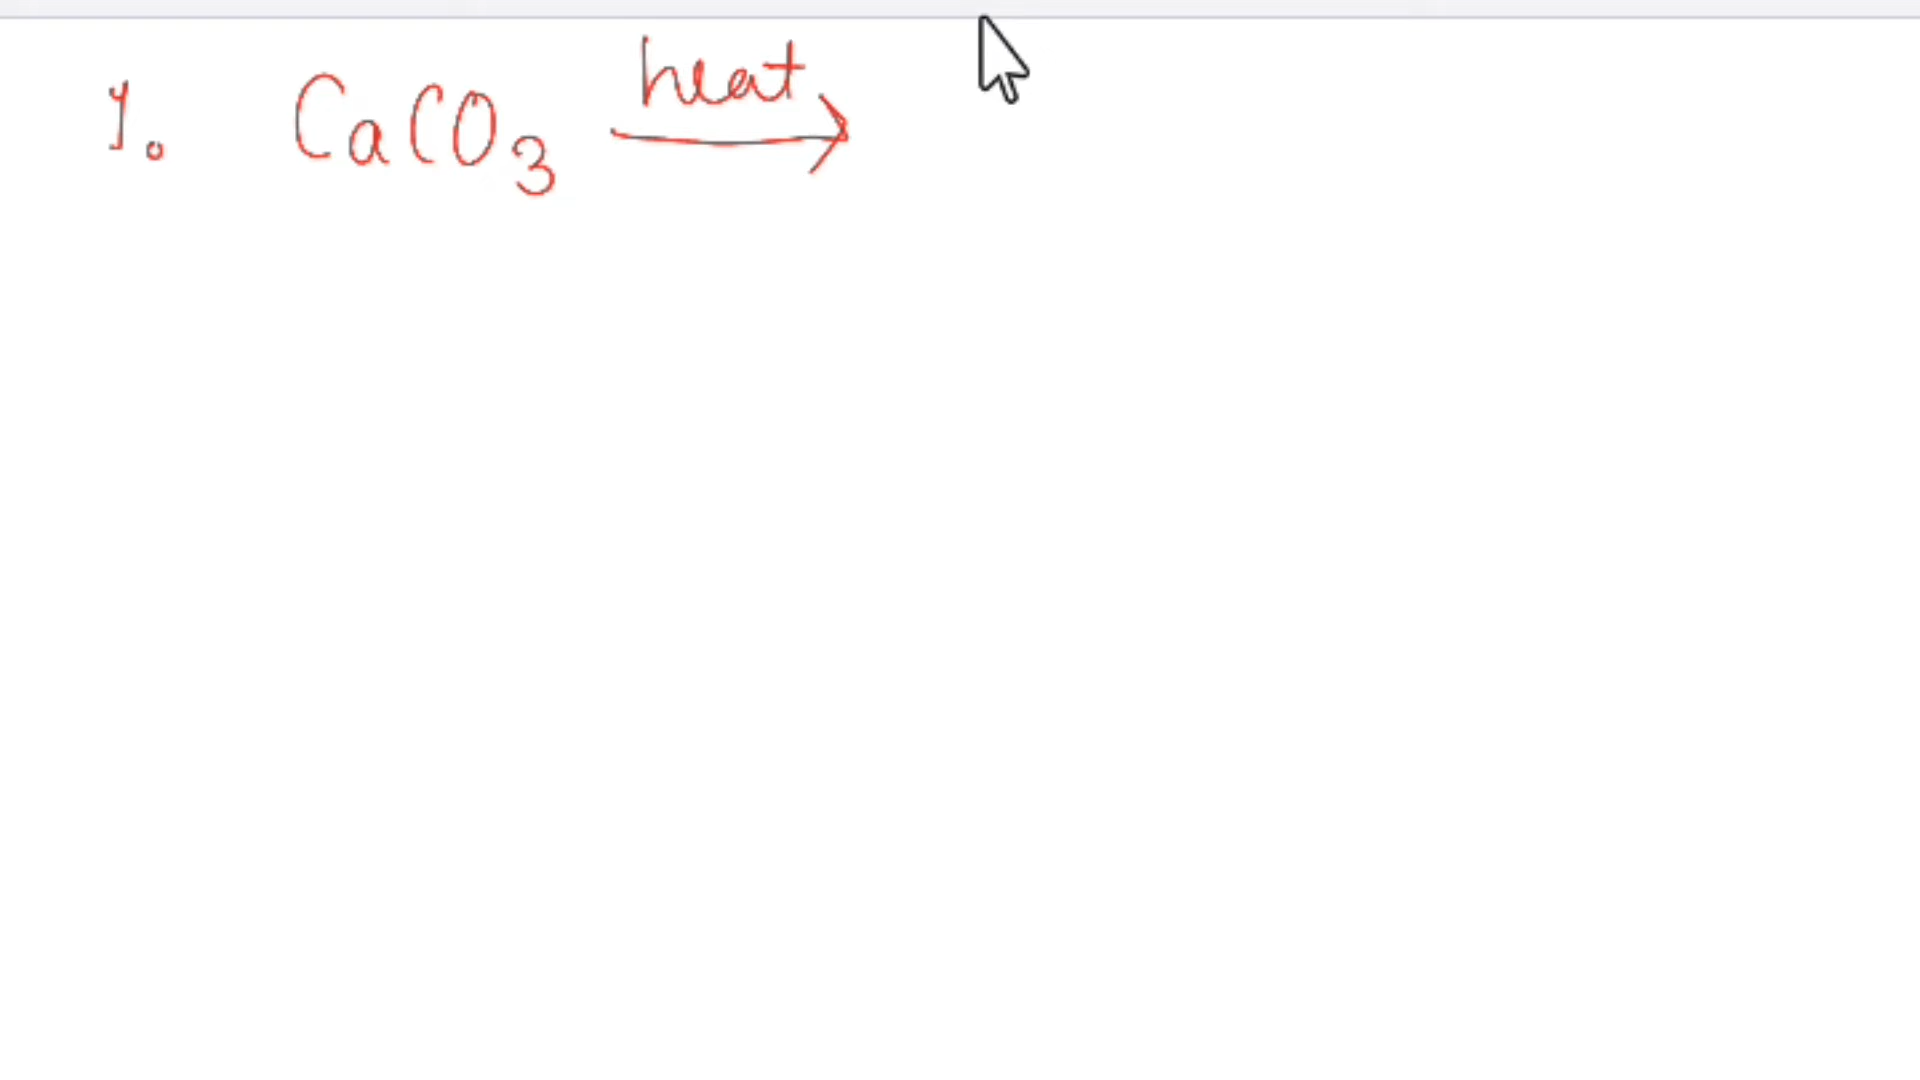 1. CaCO₃ heat →